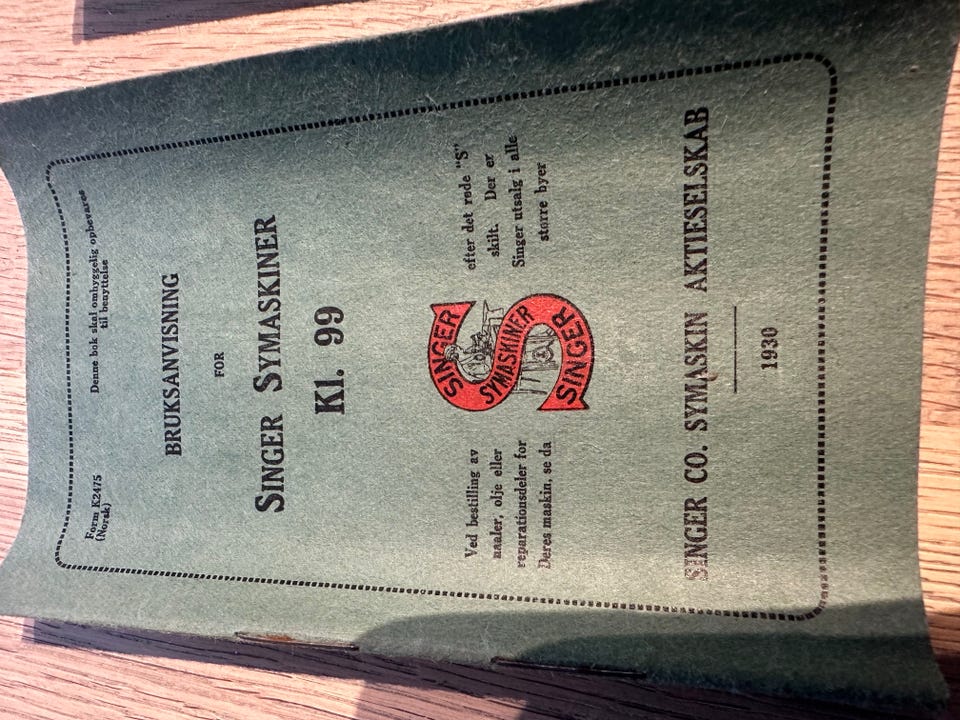 Form K2475
(Norsk)
Denne bok skal omhyggelig opbevares
til benyttelse
BRUKSANVISNING
FOR
SINGER SYMASKINER
Kl. 99
Ved bestilling av
naaler, olje eller
reparationsdeler for
Deres maskin, se da
SINGER
SYMASKINER
SINGER
efter det røde "S"
skilt. Der er
Singer utsalg i alle
større byer
SINGER CO. SYMASKIN AKTIESELSKAB
1930